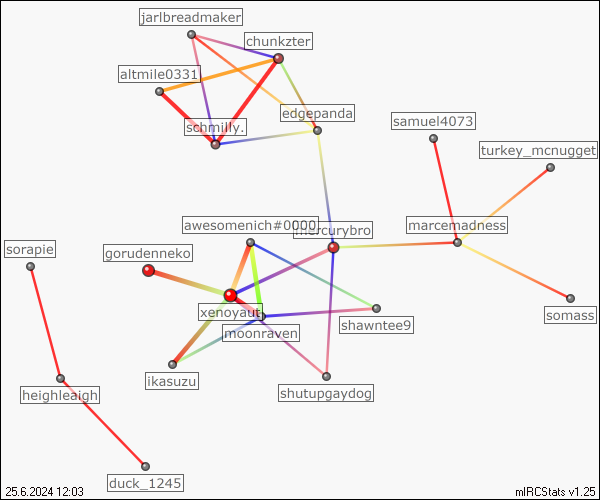 jarlbreadmaker
chunkzter
altmile0331
edgepanda
schmilly.
samuel4073
turkey_mcnugget
awesomenich#0000
mercurybro
marcemadness
sorapie
gorudenneko
xenoyaut
somass
shawntee9
moonraven
ikasuzu
heighleaigh
shutupgaydog
duck_1245
25.6.2024 12:03
mIRCStats v1.25